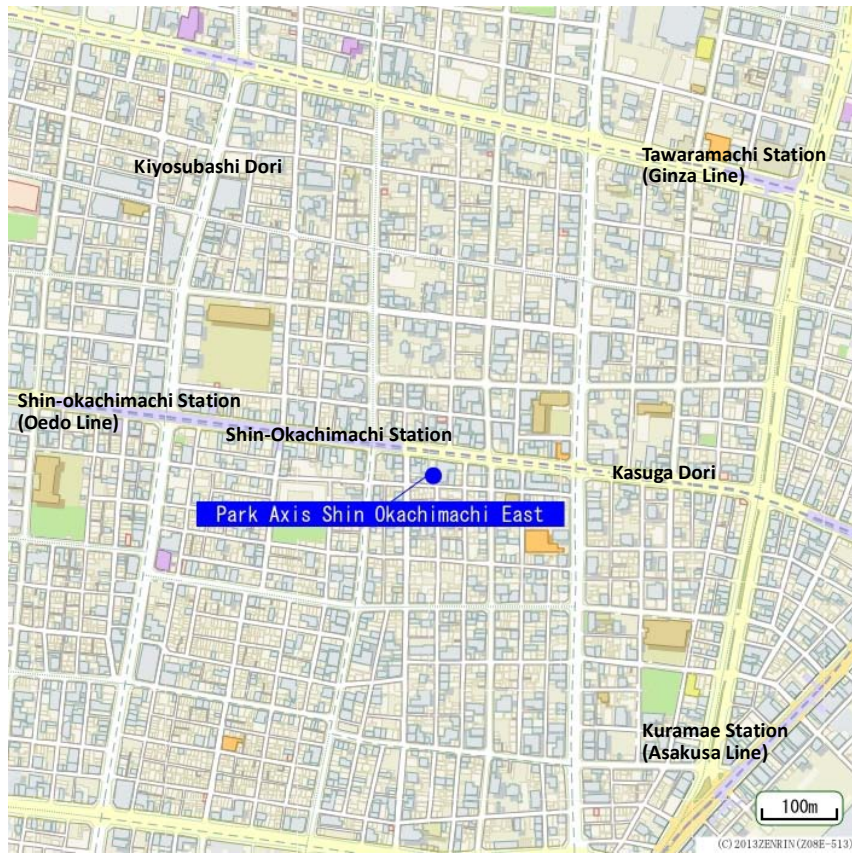 Kiyosubashi Dori
Tawaramachi Station
(Ginza Line)
Shin-okachimachi Station
(Oedo Line)
Shin-Okachimachi Station
Kasuga Dori
Park Axis Shin Okachimachi East
Kuramae Station
(Asakusa Line)
100m
(C) 2013ZENRIN(Z08E-513)